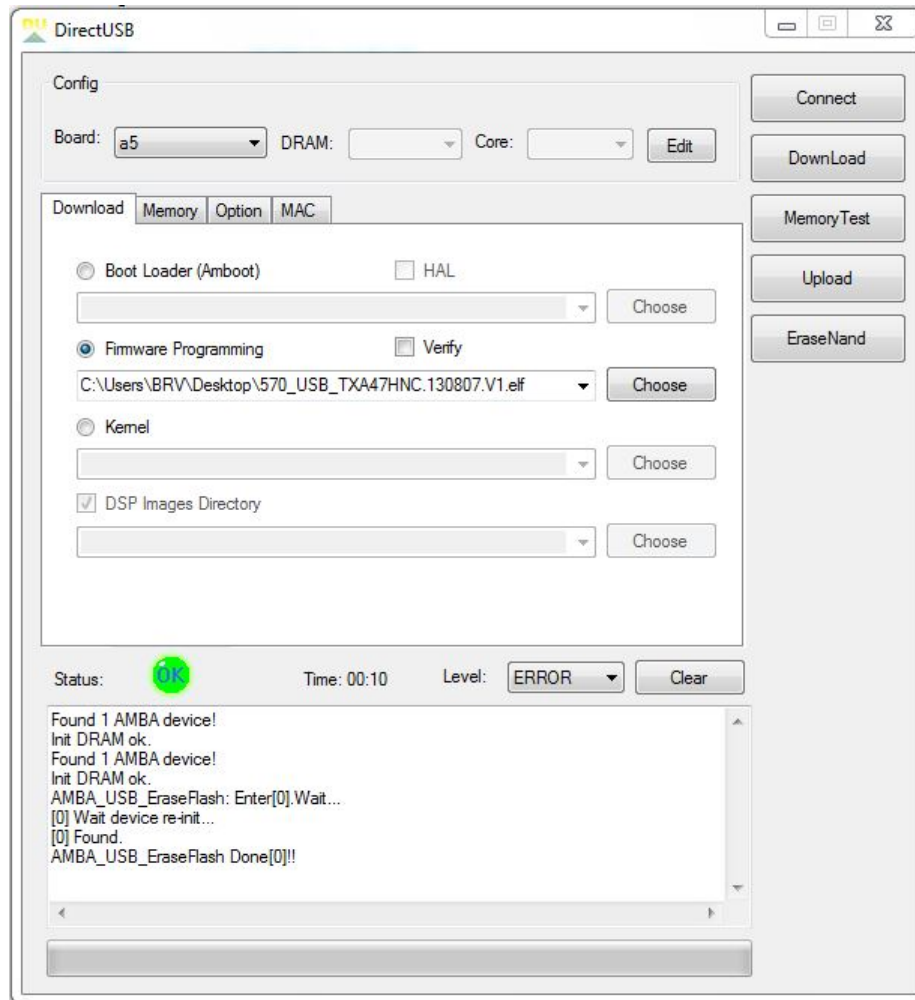 DirectUSB
Config
Board: a5 DRAM: Core: Edit
Connect
DownLoad
MemoryTest
Upload
EraseNand
Download Memory Option MAC
Boot Loader (Amboot) HAL
Choose
Firmware Programming Verify
C:\Users\BRV\Desktop\570_USB_TXA47HNC.130807.V1.elf Choose
Kernel
Choose
DSP Images Directory
Choose
Status: OK Time: 00:10 Level: ERROR Clear
Found 1 AMBA device!
Init DRAM ok.
Found 1 AMBA device!
Init DRAM ok.
AMBA_USB_EraseFlash: Enter[0].Wait...
[0] Wait device re-init...
[0] Found.
AMBA_USB_EraseFlash Done[0]!!